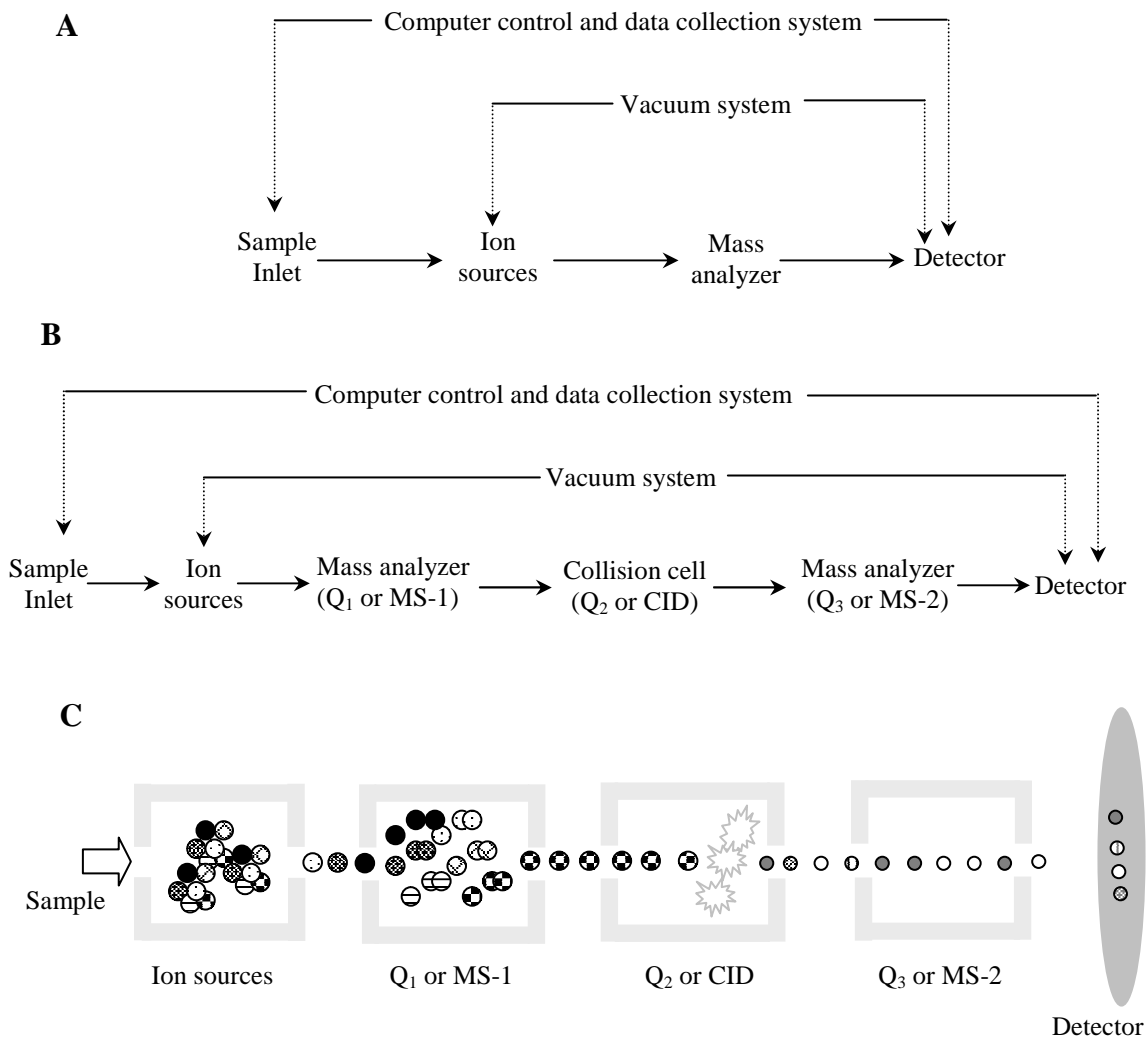 A
Computer control and data collection system
Vacuum system
Sample
Inlet
Ion
sources
Mass
analyzer
Detector
B
Computer control and data collection system
Vacuum system
Sample
Inlet
Ion
sources
Mass analyzer
(Q1 or MS-1)
Collision cell
(Q2 or CID)
Mass analyzer
(Q3 or MS-2)
Detector
C
Sample
Ion sources
Q1 or MS-1
Q2 or CID
Q3 or MS-2
Detector